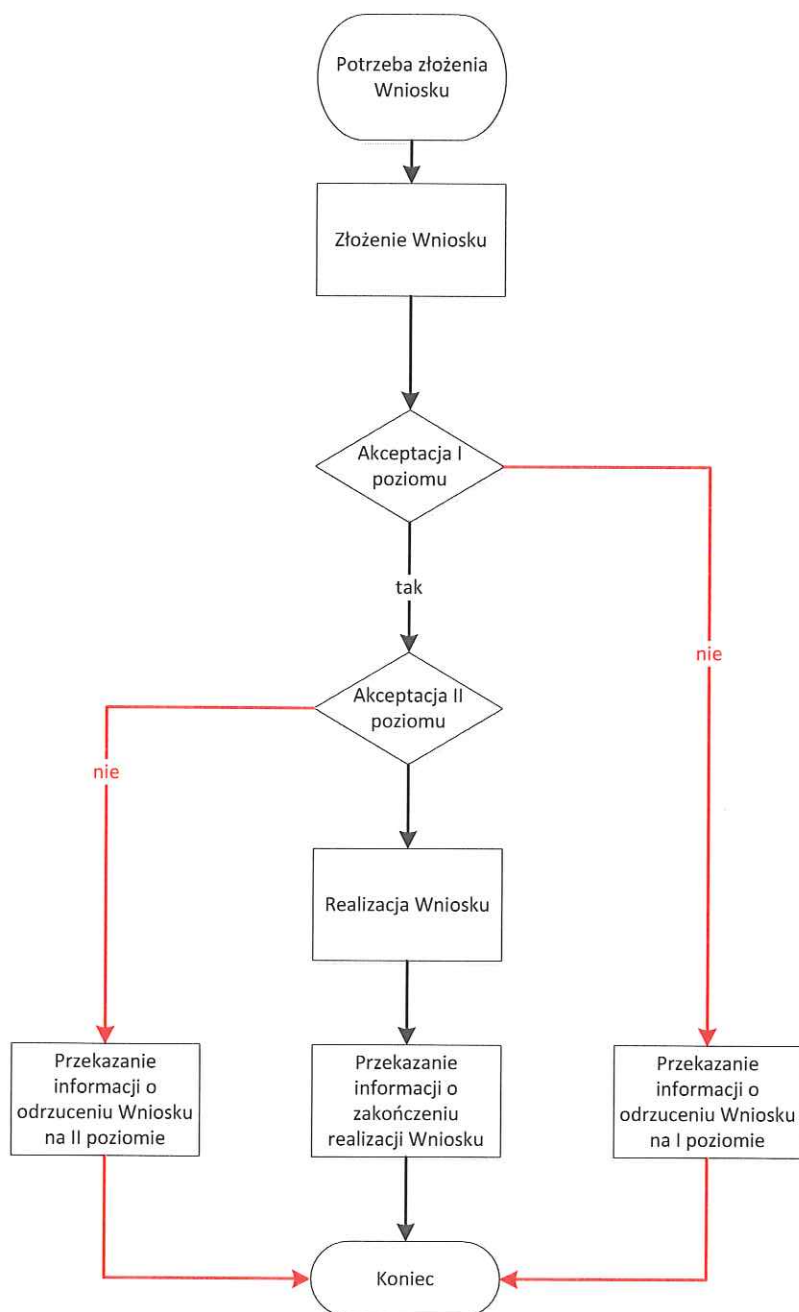 Potrzeba złożenia
Wniosku
Złożenie Wniosku
Akceptacja I
poziomu
tak
nie
Akceptacja II
poziomu
nie
Realizacja Wniosku
Przekazanie
informacji o
odrzuceniu Wniosku
na II poziomie
Przekazanie
informacji o
zakończeniu
realizacji Wniosku
Przekazanie
informacji o
odrzuceniu Wniosku
na I poziomie
Koniec